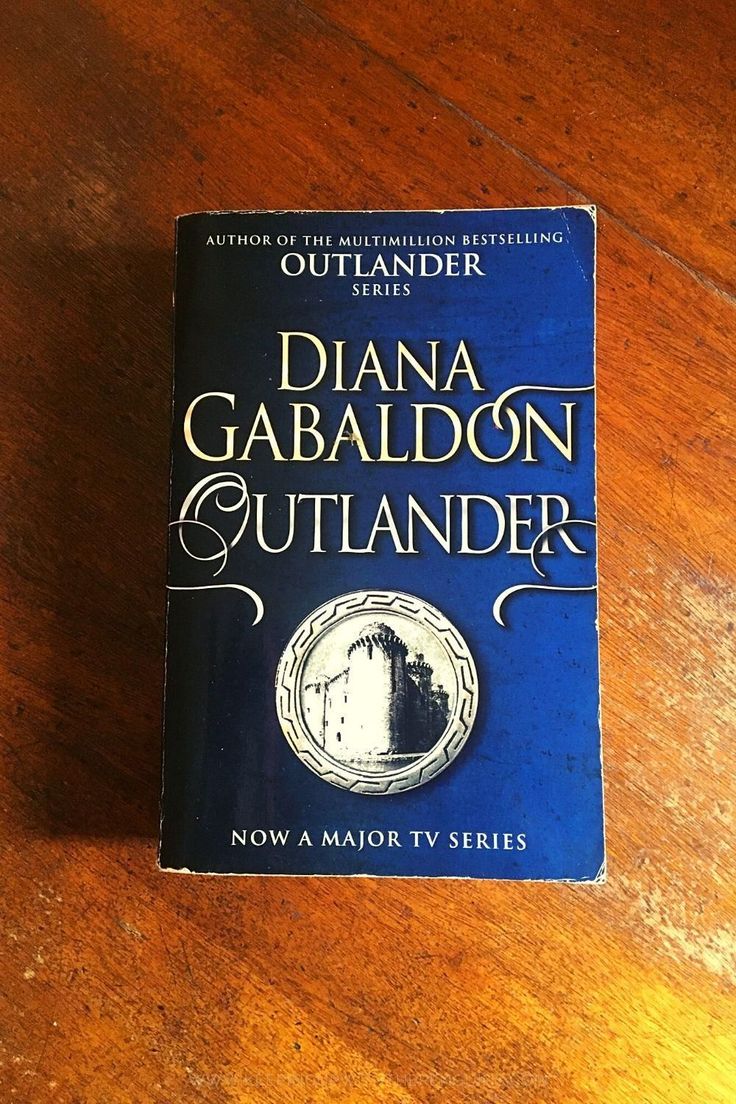 AUTHOR OF THE MULTIMILLION BESTSELLING
OUTLANDER
SERIES
DIANA
GABALDON
OUTLANDER
NOW A MAJOR TV SERIES